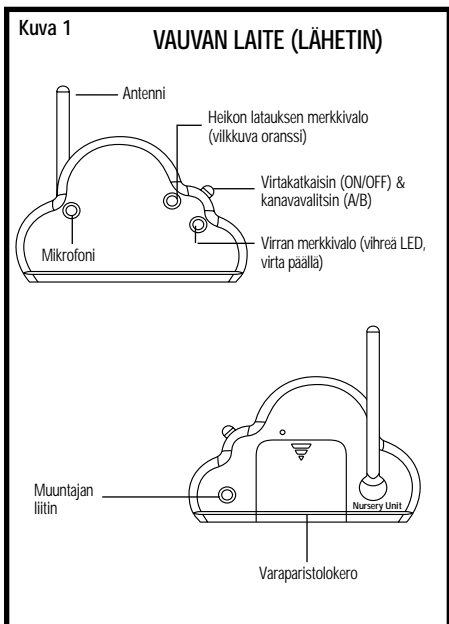 Kuva 1
VAUVAN LAITE (LÄHETIN)
Antenni
Heikon latauksen merkkivalo
(vilkkuva oranssi)
Virtakatkaisin (ON/OFF) &
kanavavalitsin (A/B)
Mikrofoni
Virran merkkivalo (vihreä LED,
virta päällä)
Muuntajan
liitin
Nursery Unit
Varaparistolokero